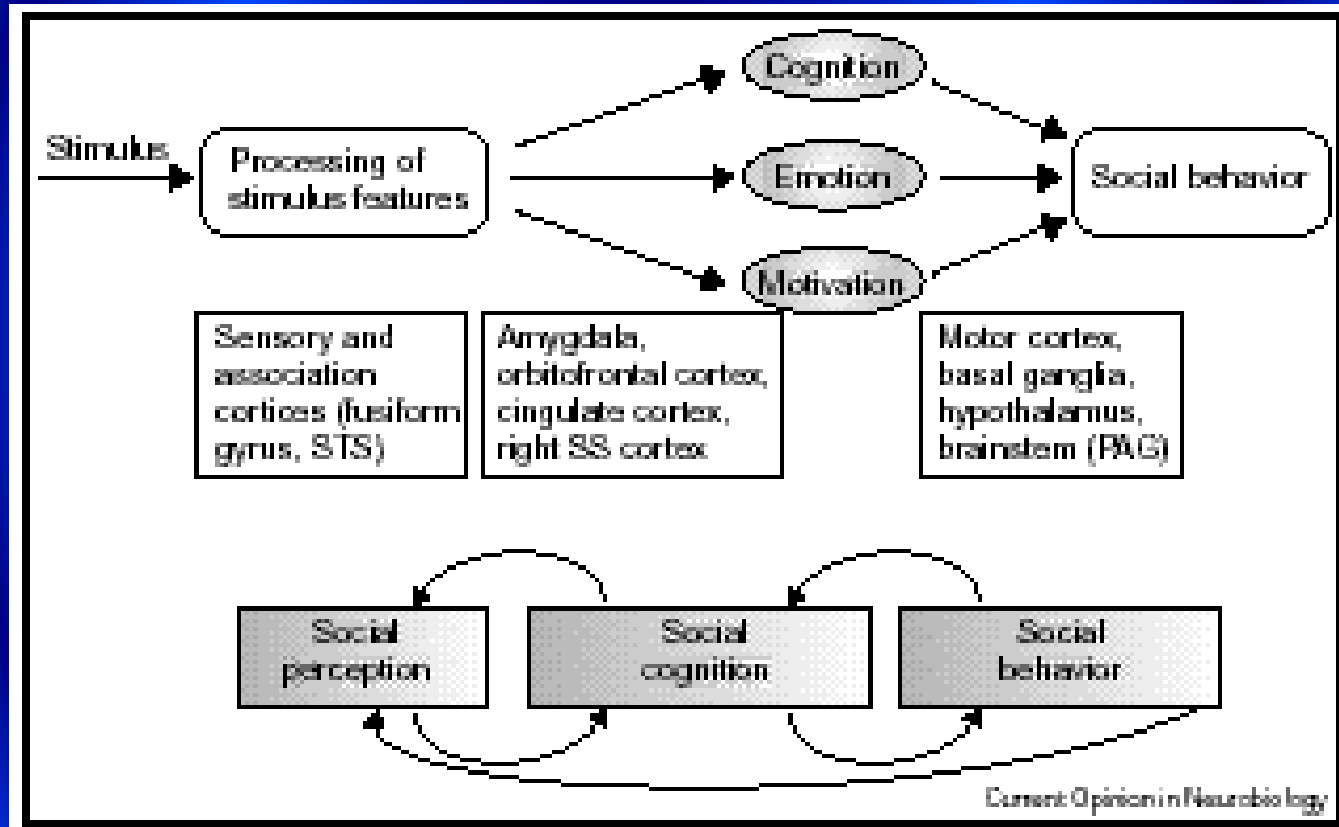 Cognition
Stimulus
Processing of
stimulus features
Emotion
Social behavior
Motivation
Sensory and
association
cortices (fusiform
gyrus, STS)
Amygdala,
orbitofrontal cortex,
cingulate cortex,
right SS cortex
Motor cortex,
basal ganglia,
hypothalamus,
brainstem (PAG)
Social
perception
Social
cognition
Social
behavior
Current Opinion in Neurobiology